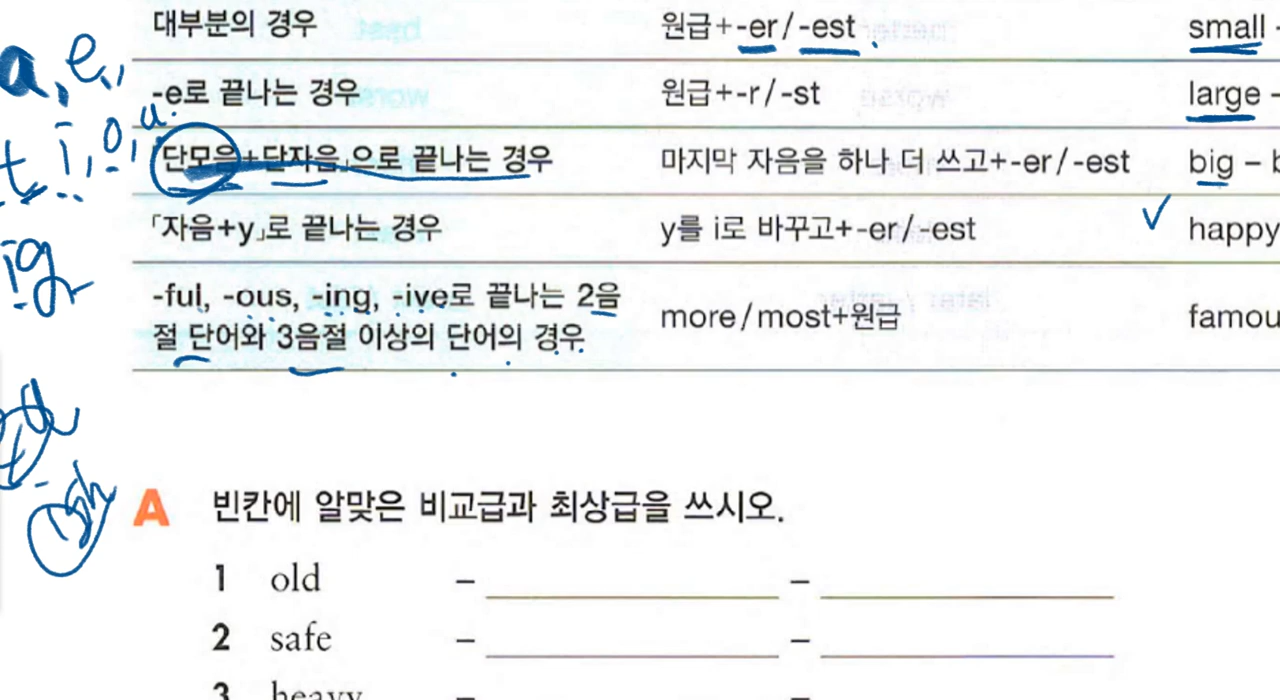 대부분의 경우 원급+-er/-est small -
a, e,
-e로 끝나는 경우 원급+-r/-st large -
i, o, u.
「단모음+단자음」으로 끝나는 경우 마지막 자음을 하나 더 쓰고+-er/-est big -
「자음+y」로 끝나는 경우 y를 i로 바꾸고+-er/-est happy
ig
-ful, -ous, -ing, -ive로 끝나는 2음
절 단어와 3음절 이상의 단어의 경우 more/most+원급
A 빈칸에 알맞은 비교급과 최상급을 쓰시오.
1 old - -
2 safe - -
3 heavy - -